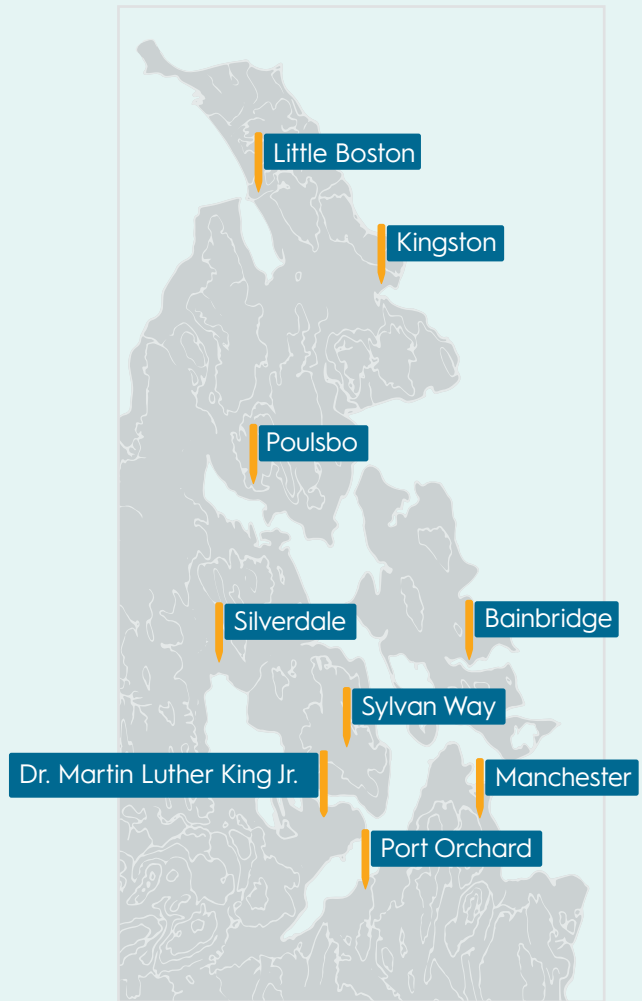 Little Boston
Kingston
Poulsbo
Silverdale
Bainbridge
Sylvan Way
Dr. Martin Luther King Jr.
Manchester
Port Orchard